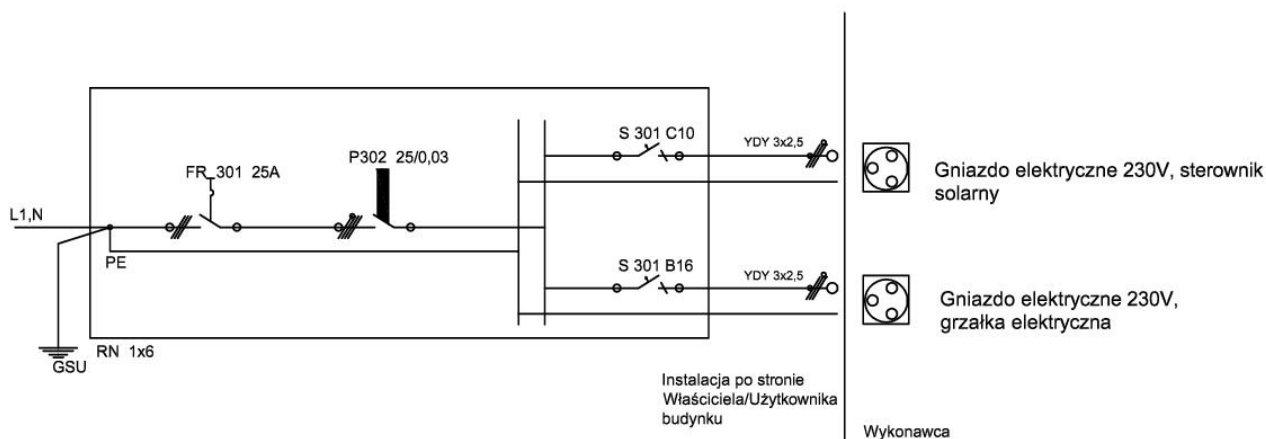 S 301 C10
YDY 3x2,5
P302 25/0,03
FR 301 25A
Gniazdo elektryczne 230V, sterownik
solarny
L1,N
PE
S 301 B16
YDY 3x2,5
Gniazdo elektryczne 230V,
grzałka elektryczna
RN 1x6
GSU
Instalacja po stronie
Właściciela/Użytkownika
budynku
Wykonawca